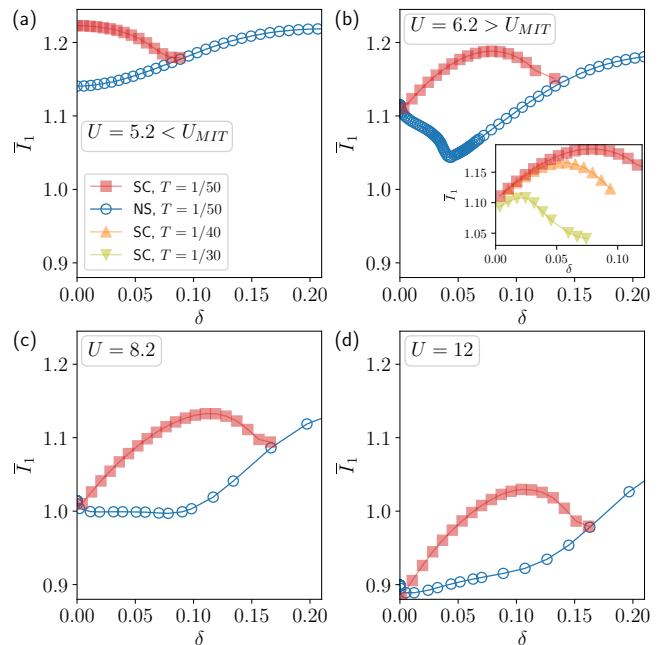 (a)
1.2
1.1
1.0
0.9
Ī₁
U = 5.2 < U_MIT
SC, T = 1/50
NS, T = 1/50
SC, T = 1/40
SC, T = 1/30
0.00 0.05 0.10 0.15 0.20
δ
(b)
U = 6.2 > U_MIT
1.2
1.1
1.0
0.9
Ī₁
1.15
1.10
1.05
Ī₁
0.00 0.05 0.10
δ
0.00 0.05 0.10 0.15 0.20
δ
(c)
U = 8.2
1.2
1.1
1.0
0.9
Ī₁
0.00 0.05 0.10 0.15 0.20
δ
(d)
U = 12
1.2
1.1
1.0
0.9
Ī₁
0.00 0.05 0.10 0.15 0.20
δ